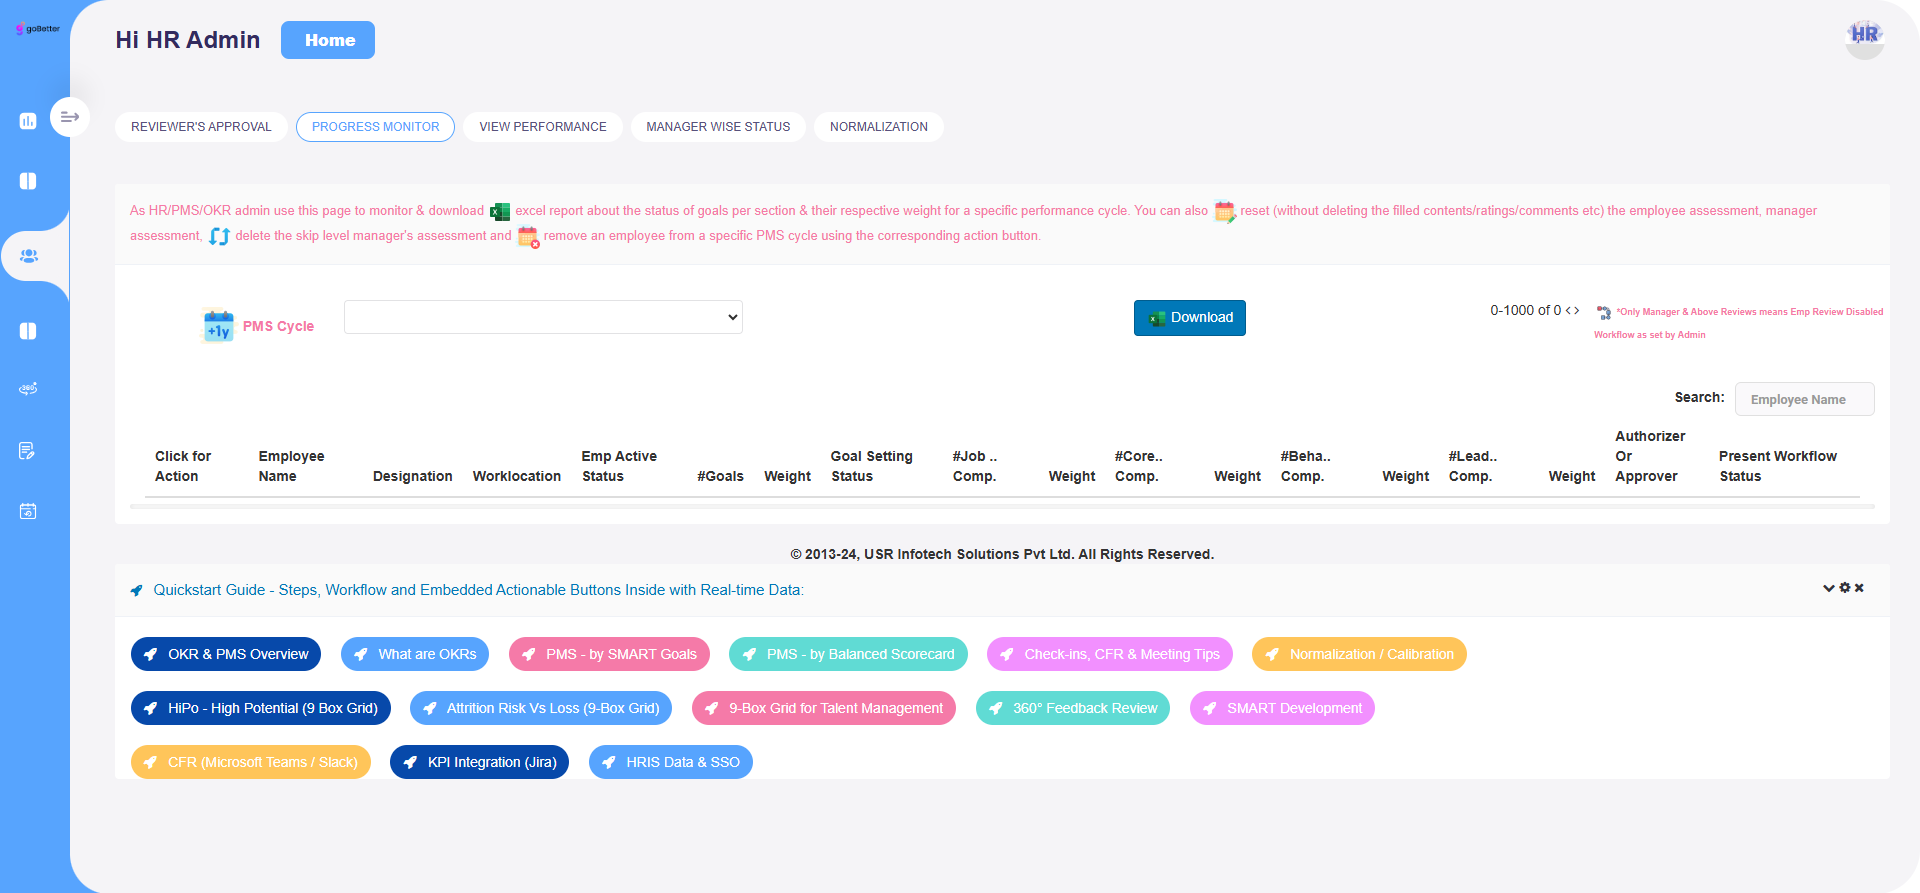 goBetter
Hi HR Admin
Home
HR
REVIEWER'S APPROVAL
PROGRESS MONITOR
VIEW PERFORMANCE
MANAGER WISE STATUS
NORMALIZATION
As HR/PMS/OKR admin use this page to monitor & download excel report about the status of goals per section & their respective weight for a specific performance cycle. You can also reset (without deleting the filled contents/ratings/comments etc) the employee assessment, manager
assessment, delete the skip level manager's assessment and remove an employee from a specific PMS cycle using the corresponding action button.
+1y
PMS Cycle
Download
0-1000 of 0 < >
*Only Manager & Above Reviews means Emp Review Disabled
Workflow as set by Admin
360°
Search:
Employee Name
Click for
Action
Employee
Name
Designation
Worklocation
Emp Active
Status
#Goals
Weight
Goal Setting
Status
#Job ..
Comp.
Weight
#Core..
Comp.
Weight
#Beha..
Comp.
Weight
#Lead..
Comp.
Weight
Authorizer
Or
Approver
Present Workflow
Status
© 2013-24, USR Infotech Solutions Pvt Ltd. All Rights Reserved.
Quickstart Guide - Steps, Workflow and Embedded Actionable Buttons Inside with Real-time Data:
OKR & PMS Overview
What are OKRs
PMS - by SMART Goals
PMS - by Balanced Scorecard
Check-ins, CFR & Meeting Tips
Normalization / Calibration
HiPo - High Potential (9 Box Grid)
Attrition Risk Vs Loss (9-Box Grid)
9-Box Grid for Talent Management
360° Feedback Review
SMART Development
CFR (Microsoft Teams / Slack)
KPI Integration (Jira)
HRIS Data & SSO